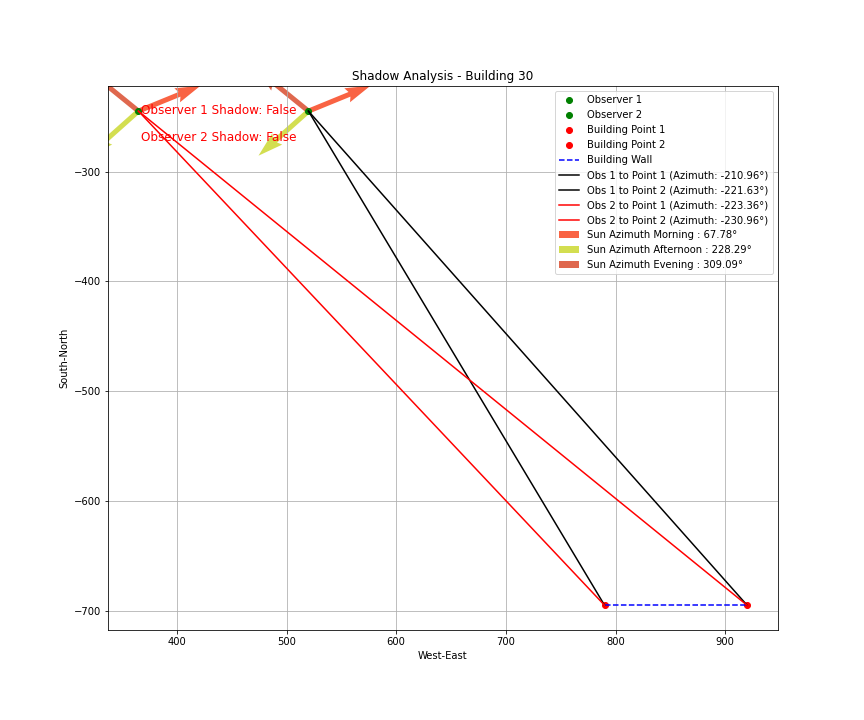 Shadow Analysis - Building 30
Observer 1 Shadow: False
Observer 2 Shadow: False
Observer 1
Observer 2
Building Point 1
Building Point 2
Building Wall
Obs 1 to Point 1 (Azimuth: -210.96°)
Obs 1 to Point 2 (Azimuth: -221.63°)
Obs 2 to Point 1 (Azimuth: -223.36°)
Obs 2 to Point 2 (Azimuth: -230.96°)
Sun Azimuth Morning : 67.78°
Sun Azimuth Afternoon : 228.29°
Sun Azimuth Evening : 309.09°
South-North
−300
−400
−500
−600
−700
400 500 600 700 800 900
West-East